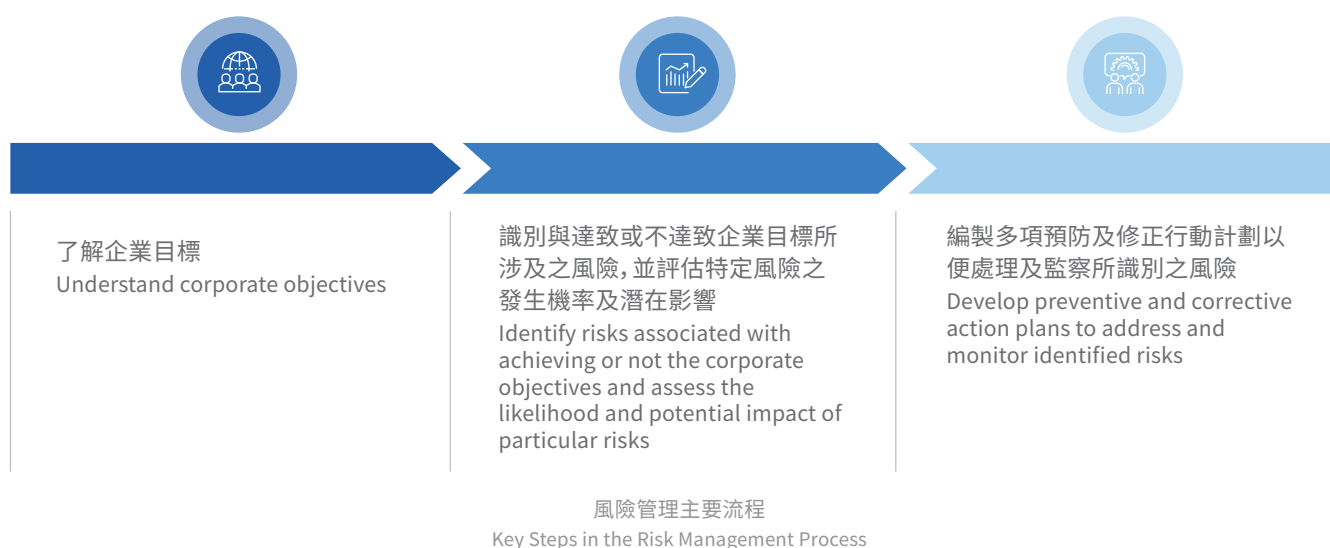 了解企業目標
Understand corporate objectives
識別與達致或不達致企業目標所
涉及之風險，並評估特定風險之
發生機率及潛在影響
Identify risks associated with
achieving or not the corporate
objectives and assess the
likelihood and potential impact of
particular risks
編製多項預防及修正行動計劃以
便處理及監察所識別之風險
Develop preventive and corrective
action plans to address and
monitor identified risks
風險管理主要流程
Key Steps in the Risk Management Process